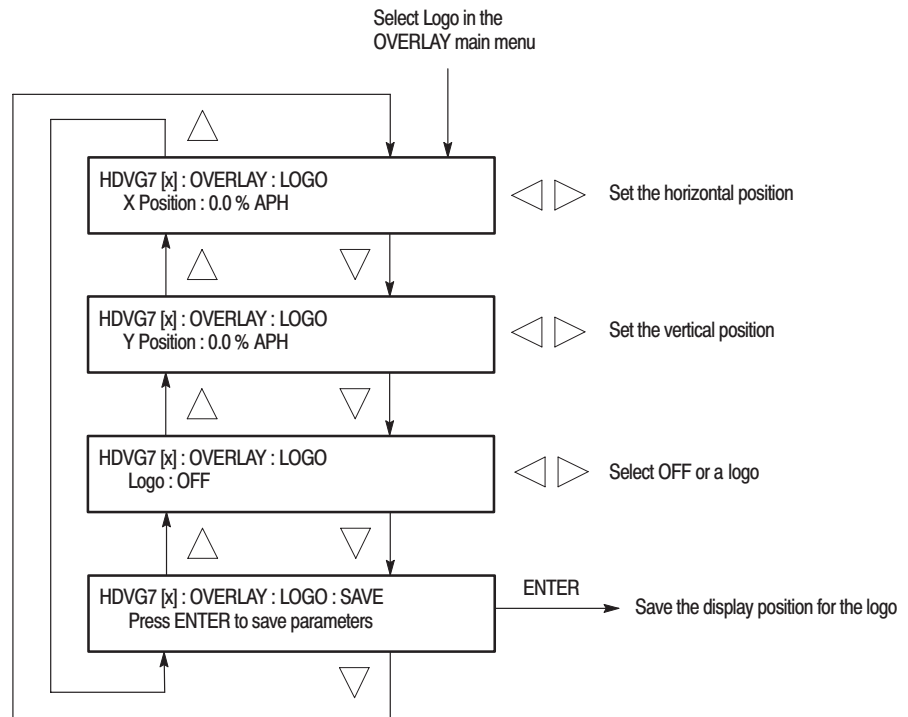 Select Logo in the
OVERLAY main menu
HDVG7 [x] : OVERLAY : LOGO
X Position : 0.0 % APH
Set the horizontal position
HDVG7 [x] : OVERLAY : LOGO
Y Position : 0.0 % APH
Set the vertical position
HDVG7 [x] : OVERLAY : LOGO
Logo : OFF
Select OFF or a logo
HDVG7 [x] : OVERLAY : LOGO : SAVE
Press ENTER to save parameters
ENTER
Save the display position for the logo